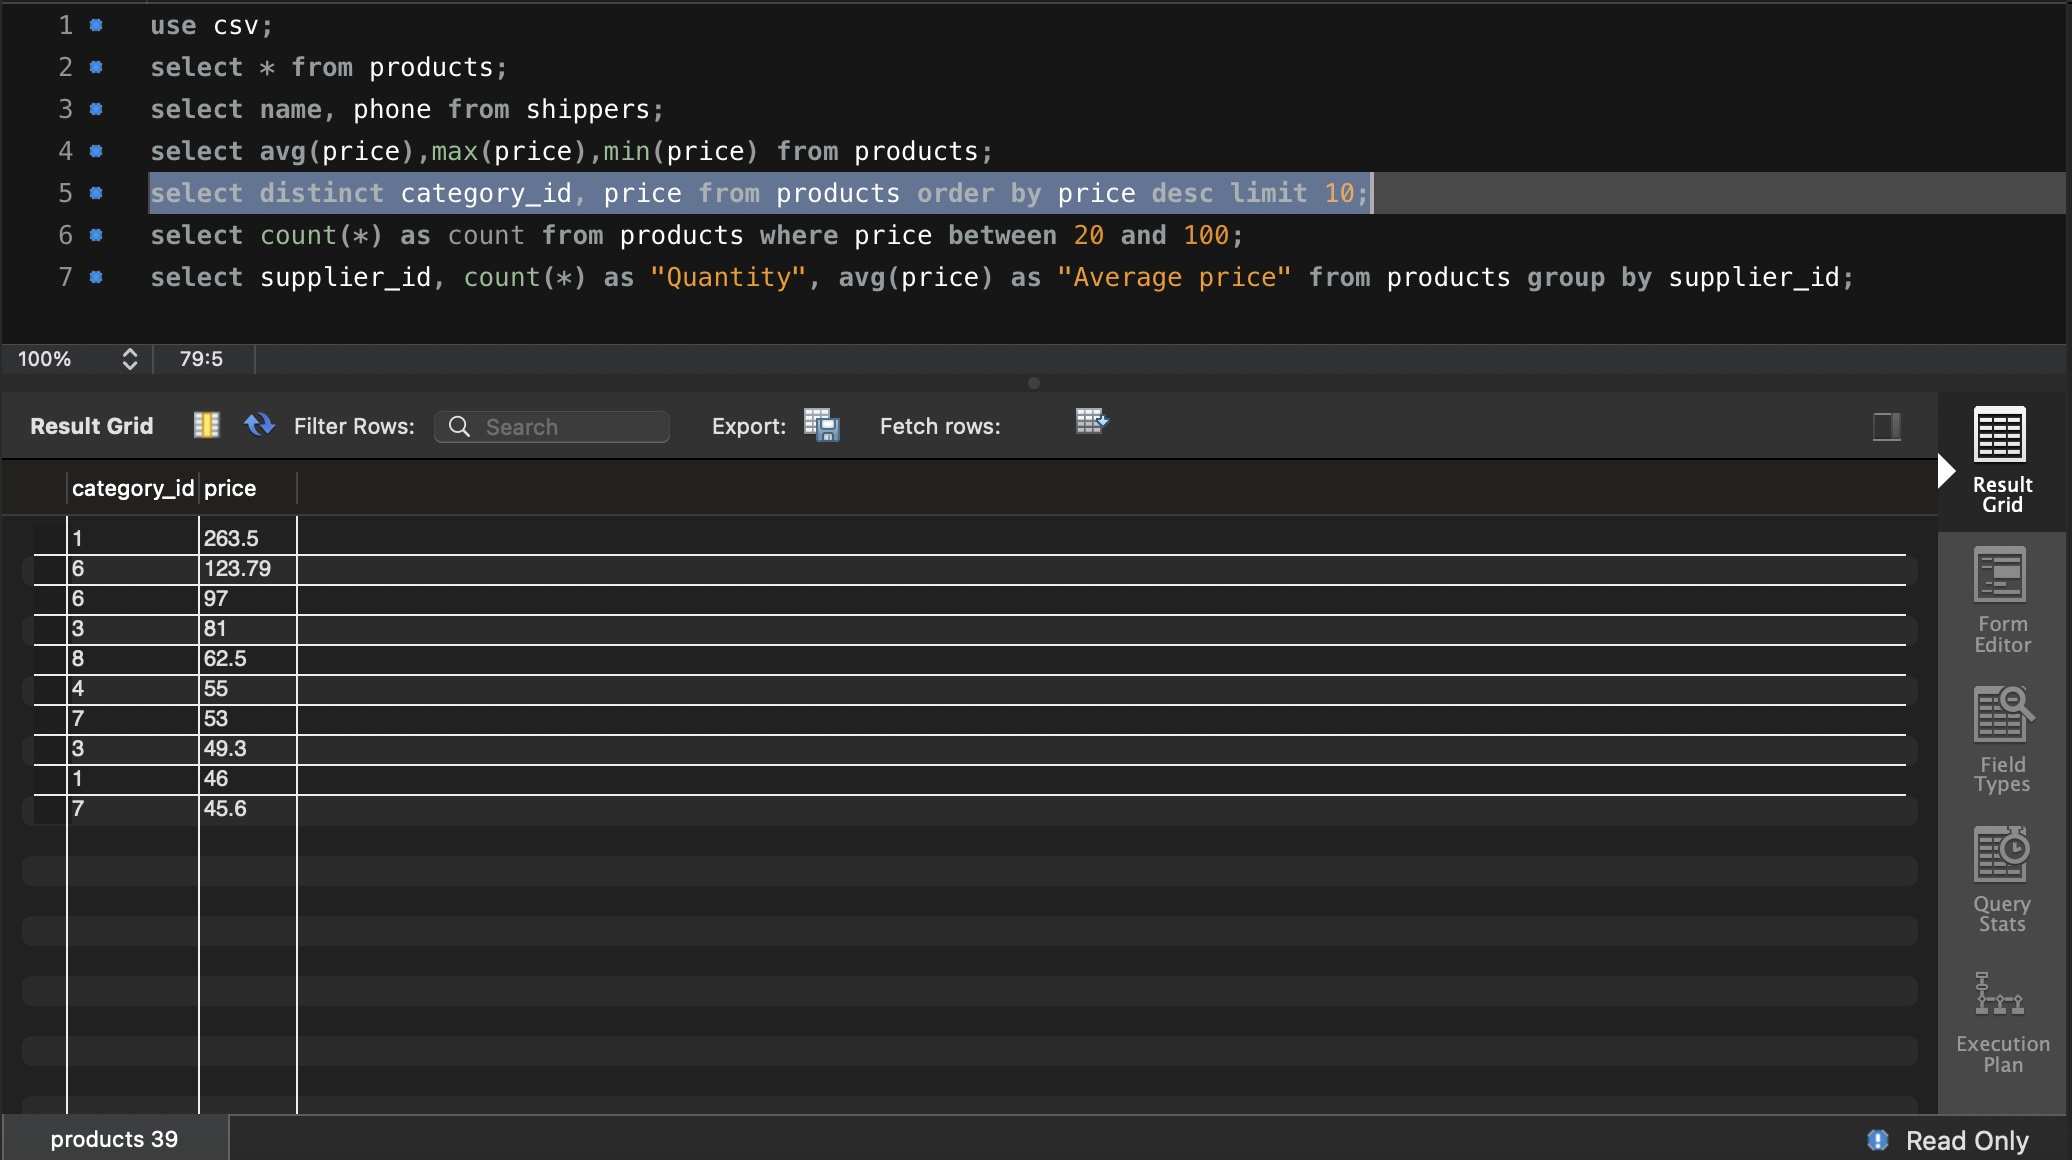 1 use csv;
2 select * from products;
3 select name, phone from shippers;
4 select avg(price),max(price),min(price) from products;
5 select distinct category_id, price from products order by price desc limit 10;
6 select count(*) as count from products where price between 20 and 100;
7 select supplier_id, count(*) as "Quantity", avg(price) as "Average price" from products group by supplier_id;
100% 79:5
Result Grid Filter Rows: Search Export: Fetch rows:
category_id price
1 263.5
6 123.79
6 97
3 81
8 62.5
4 55
7 53
3 49.3
1 46
7 45.6
Result
Grid
Form
Editor
Field
Types
Query
Stats
Execution
Plan
products 39
Read Only